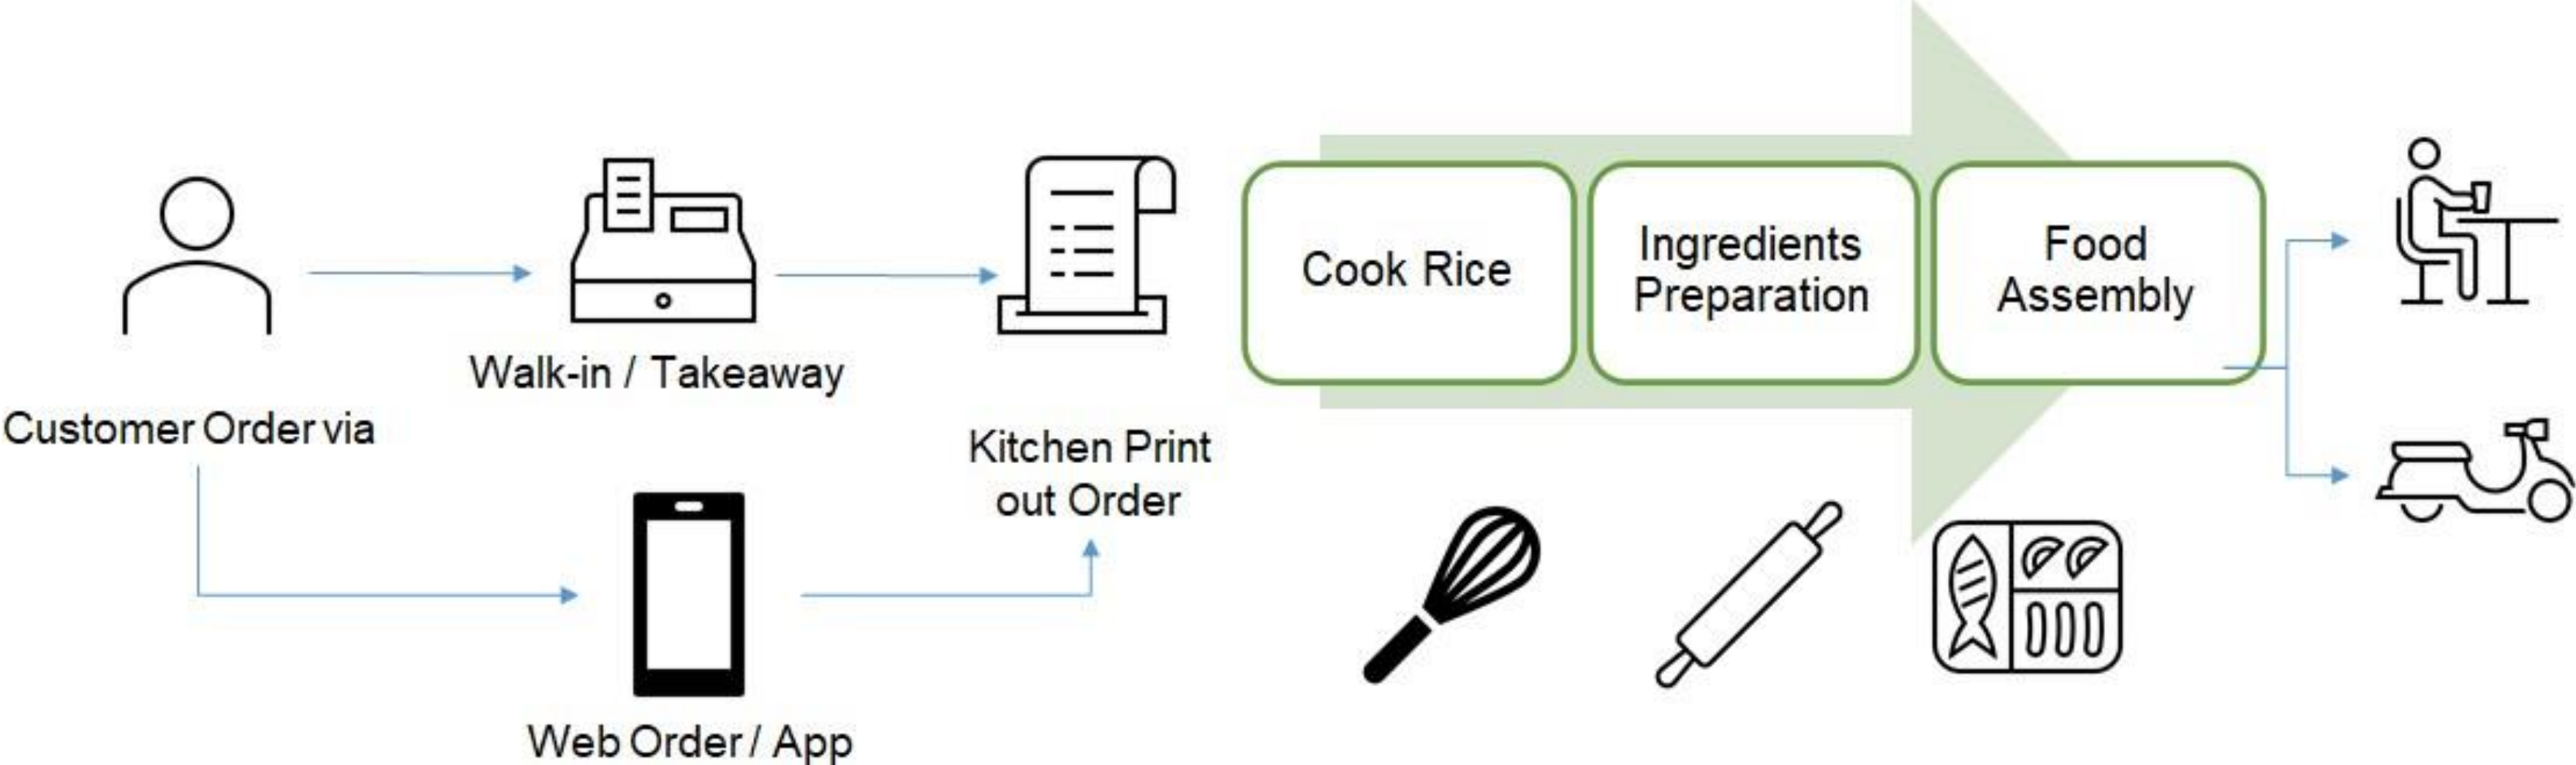 Customer Order via
Walk-in / Takeaway
Web Order / App
Kitchen Print
out Order
Cook Rice
Ingredients
Preparation
Food
Assembly